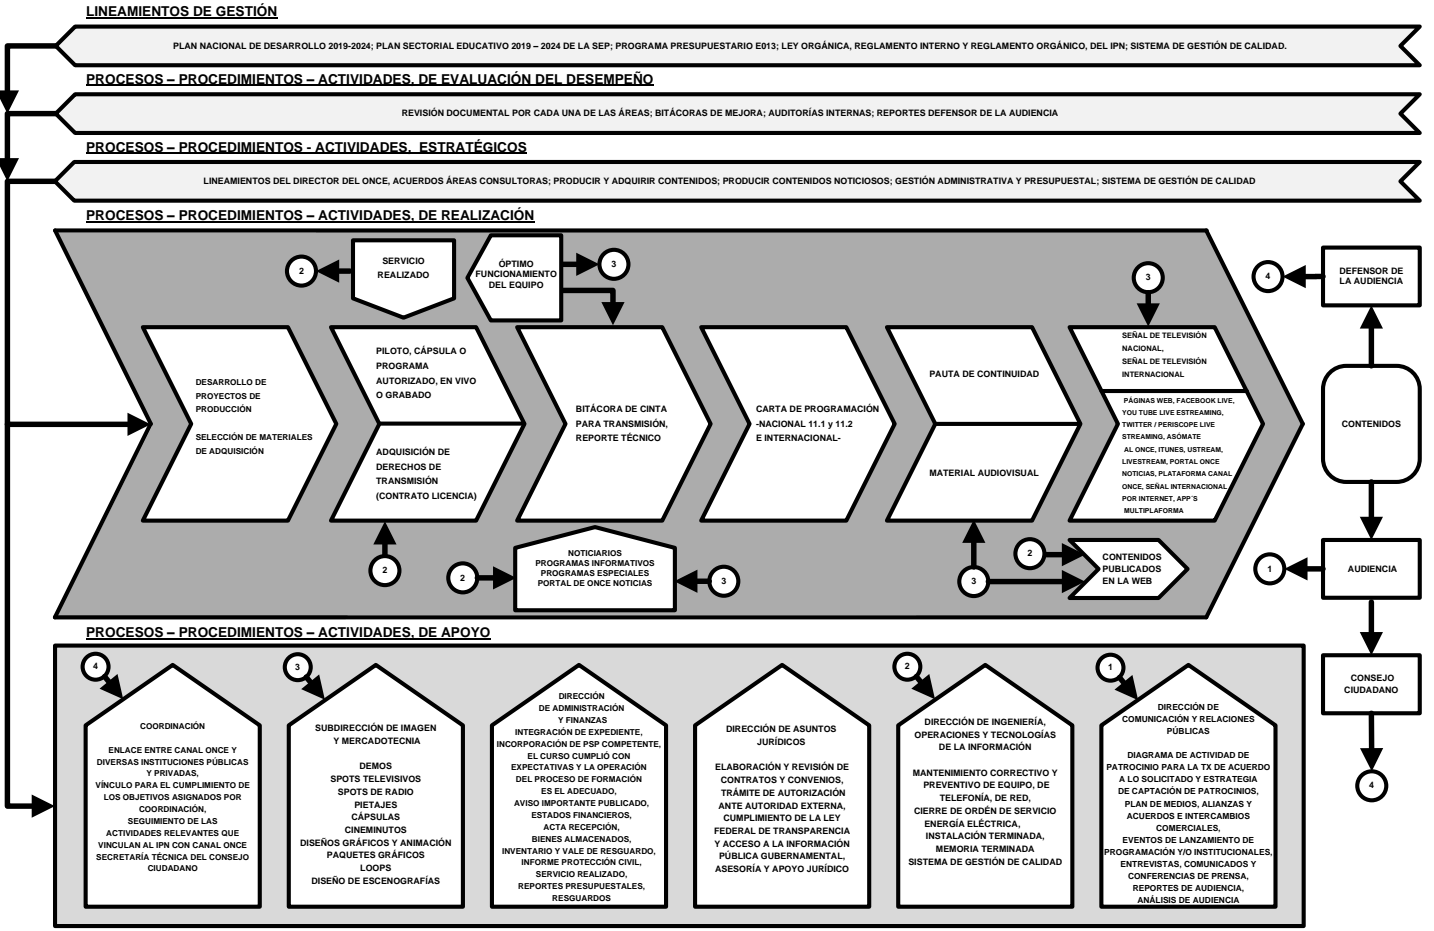 LINEAMIENTOS DE GESTIÓN
PLAN NACIONAL DE DESARROLLO 2019-2024; PLAN SECTORIAL EDUCATIVO 2019 – 2024 DE LA SEP; PROGRAMA PRESUPUESTARIO E013; LEY ORGÁNICA, REGLAMENTO INTERNO Y REGLAMENTO ORGÁNICO, DEL IPN; SISTEMA DE GESTIÓN DE CALIDAD.
PROCESOS – PROCEDIMIENTOS – ACTIVIDADES, DE EVALUACIÓN DEL DESEMPEÑO
REVISIÓN DOCUMENTAL POR CADA UNA DE LAS ÁREAS; BITÁCORAS DE MEJORA; AUDITORÍAS INTERNAS; REPORTES DEFENSOR DE LA AUDIENCIA
PROCESOS – PROCEDIMIENTOS - ACTIVIDADES, ESTRATÉGICOS
LINEAMIENTOS DEL DIRECTOR DEL ONCE, ACUERDOS ÁREAS CONSULTORAS; PRODUCIR Y ADQUIRIR CONTENIDOS; PRODUCIR CONTENIDOS NOTICIOSOS; GESTIÓN ADMINISTRATIVA Y PRESUPUESTAL; SISTEMA DE GESTIÓN DE CALIDAD
PROCESOS – PROCEDIMIENTOS – ACTIVIDADES, DE REALIZACIÓN
2
SERVICIO
REALIZADO
ÓPTIMO
FUNCIONAMIENTO
DEL EQUIPO
3
3
4
DEFENSOR DE
LA AUDIENCIA
DESARROLLO DE
PROYECTOS DE
PRODUCCIÓN
SELECCIÓN DE MATERIALES
DE ADQUISICIÓN
PILOTO, CÁPSULA O
PROGRAMA
AUTORIZADO, EN VIVO
O GRABADO
ADQUISICIÓN DE
DERECHOS DE
TRANSMISIÓN
(CONTRATO LICENCIA)
BITÁCORA DE CINTA
PARA TRANSMISIÓN,
REPORTE TÉCNICO
CARTA DE PROGRAMACIÓN
-NACIONAL 11.1 y 11.2
E INTERNACIONAL-
PAUTA DE CONTINUIDAD
MATERIAL AUDIOVISUAL
SEÑAL DE TELEVISIÓN
NACIONAL,
SEÑAL DE TELEVISIÓN
INTERNACIONAL
PÁGINAS WEB, FACEBOOK LIVE,
YOU TUBE LIVE ESTREAMING,
TWITTER / PERISCOPE LIVE
STREAMING, ASÓMATE
AL ONCE, ITUNES, USTREAM,
LIVESTREAM, PORTAL ONCE
NOTICIAS, PLATAFORMA CANAL
ONCE, SEÑAL INTERNACIONAL
POR INTERNET, APP´S
MULTIPLAFORMA
CONTENIDOS
2
2
NOTICIARIOS
PROGRAMAS INFORMATIVOS
PROGRAMAS ESPECIALES
PORTAL DE ONCE NOTICIAS
3
3
2
CONTENIDOS
PUBLICADOS
EN LA WEB
1
AUDIENCIA
PROCESOS – PROCEDIMIENTOS – ACTIVIDADES, DE APOYO
CONSEJO
CIUDADANO
4
4
COORDINACIÓN
ENLACE ENTRE CANAL ONCE Y
DIVERSAS INSTITUCIONES PÚBLICAS
Y PRIVADAS,
VÍNCULO PARA EL CUMPLIMIENTO DE
LOS OBJETIVOS ASIGNADOS POR
COORDINACIÓN,
SEGUIMIENTO DE LAS
ACTIVIDADES RELEVANTES QUE
VINCULAN AL IPN CON CANAL ONCE
SECRETARÍA TÉCNICA DEL CONSEJO
CIUDADANO
3
SUBDIRECCIÓN DE IMAGEN
Y MERCADOTECNIA
DEMOS
SPOTS TELEVISIVOS
SPOTS DE RADIO
PIETAJES
CÁPSULAS
CINEMINUTOS
DISEÑOS GRÁFICOS Y ANIMACIÓN
PAQUETES GRÁFICOS
LOOPS
DISEÑO DE ESCENOGRAFÍAS
DIRECCIÓN
DE ADMINISTRACIÓN
Y FINANZAS
INTEGRACIÓN DE EXPEDIENTE,
INCORPORACIÓN DE PSP COMPETENTE,
EL CURSO CUMPLIÓ CON
EXPECTATIVAS Y LA OPERACIÓN
DEL PROCESO DE FORMACIÓN
ES EL ADECUADO,
AVISO IMPORTANTE PUBLICADO,
ESTADOS FINANCIEROS,
ACTA RECEPCIÓN,
BIENES ALMACENADOS,
INVENTARIO Y VALE DE RESGUARDO,
INFORME PROTECCIÓN CIVIL,
SERVICIO REALIZADO,
REPORTES PRESUPUESTALES,
RESGUARDOS
DIRECCIÓN DE ASUNTOS
JURÍDICOS
ELABORACIÓN Y REVISIÓN DE
CONTRATOS Y CONVENIOS,
TRÁMITE DE AUTORIZACIÓN
ANTE AUTORIDAD EXTERNA,
CUMPLIMIENTO DE LA LEY
FEDERAL DE TRANSPARENCIA
Y ACCESO A LA INFORMACIÓN
PÚBLICA GUBERNAMENTAL,
ASESORÍA Y APOYO JURÍDICO
2
DIRECCIÓN DE INGENIERÍA,
OPERACIONES Y TECNOLOGÍAS
DE LA INFORMACIÓN
MANTENIMIENTO CORRECTIVO Y
PREVENTIVO DE EQUIPO, DE
TELEFONÍA, DE RED,
CIERRE DE ORDÉN DE SERVICIO
ENERGÍA ELÉCTRICA,
INSTALACIÓN TERMINADA,
MEMORIA TERMINADA
SISTEMA DE GESTIÓN DE CALIDAD
1
DIRECCIÓN DE
COMUNICACIÓN Y RELACIONES
PÚBLICAS
DIAGRAMA DE ACTIVIDAD DE
PATROCINIO PARA LA TX DE ACUERDO
A LO SOLICITADO Y ESTRATEGIA
DE CAPTACIÓN DE PATROCINIOS,
PLAN DE MEDIOS, ALIANZAS Y
ACUERDOS E INTERCAMBIOS
COMERCIALES,
EVENTOS DE LANZAMIENTO DE
PROGRAMACIÓN Y/O INSTITUCIONALES,
ENTREVISTAS, COMUNICADOS Y
CONFERENCIAS DE PRENSA,
REPORTES DE AUDIENCIA,
ANÁLISIS DE AUDIENCIA